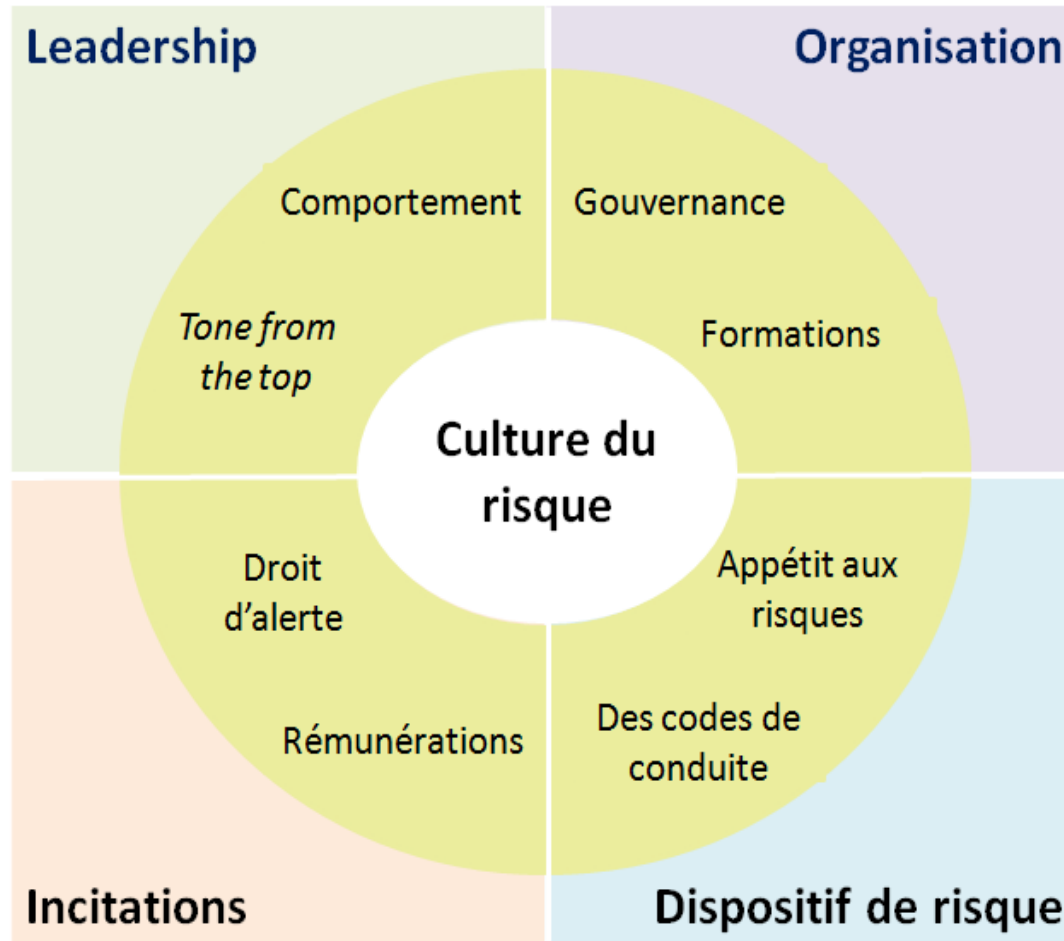 Leadership
Organisation
Comportement
Gouvernance
Tone from
the top
Formations
Culture du
risque
Droit
d’alerte
Appétit aux
risques
Rémunérations
Des codes de
conduite
Incitations
Dispositif de risque